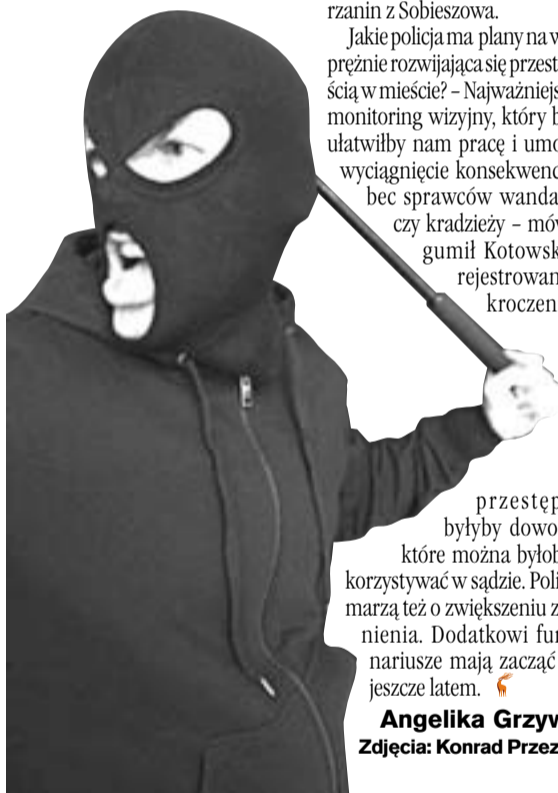 rzanin z Sobieszowa.
Jakie policja ma plany na w
prężnie rozwijająca się przest
ścią w mieście? – Najważniejs
monitoring wizyjny, który b
ułatwiłby nam pracę i umo
wyciągnięcie konsekwenc
bec sprawców wanda
czy kradzieży – mów
gumił Kotowsk
rejestrowan
kroczen
przestęp
byłyby dowo
które można byłob
korzystywać w sądzie. Poli
marzą też o zwiększeniu z
nienia. Dodatkowi fun
nariusze mają zacząć
jeszcze latem.
Angelika Grzyw
Zdjęcia: Konrad Przez